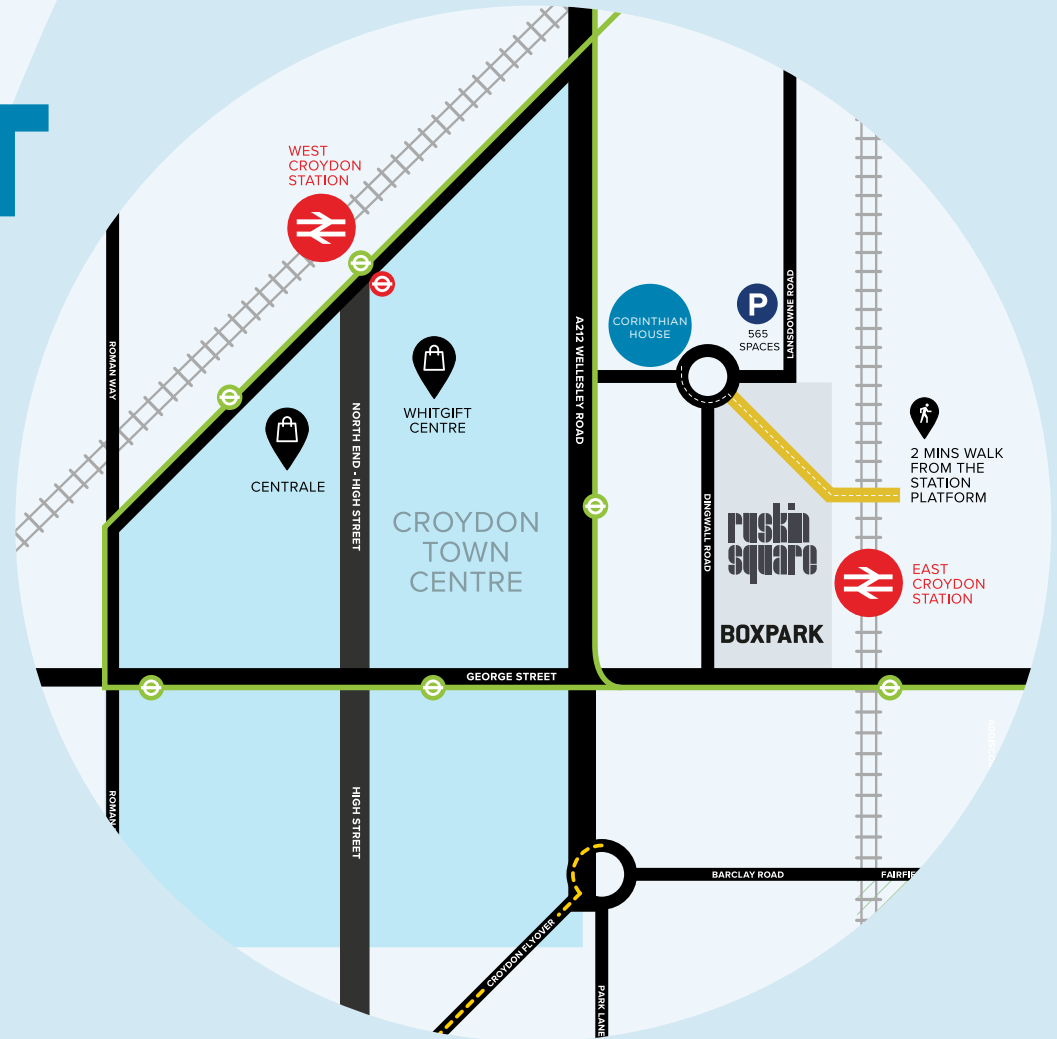 T
WEST
CROYDON
STATION
ROMAN WAY
A212 WELLESLEY ROAD
LANSDOWNE ROAD
CORINTHIAN
HOUSE
P
565
SPACES
WHITGIFT
CENTRE
CENTRALE
NORTH END - HIGH STREET
CROYDON
TOWN
CENTRE
DINGWALL ROAD
2 MINS WALK
FROM THE
STATION
PLATFORM
ruskin
square
EAST
CROYDON
STATION
BOXPARK
GEORGE STREET
HIGH STREET
ROMAN
BARCLAY ROAD
FAIRFIE
CROYDON FLYOVER
PARK LANE